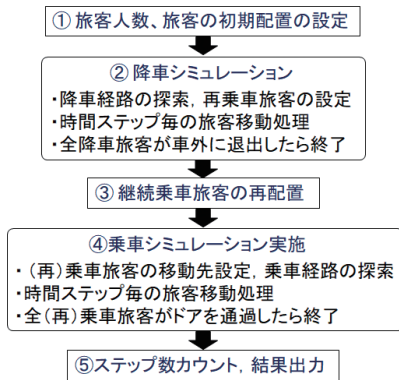 ①旅客人数、旅客の初期配置の設定
②降車シミュレーション
・降車経路の探索，再乗車旅客の設定
・時間ステップ毎の旅客移動処理
・全降車旅客が車外に退出したら終了
③継続乗車旅客の再配置
④乗車シミュレーション実施
・（再）乗車旅客の移動先設定，乗車経路の探索
・時間ステップ毎の旅客移動処理
・全（再）乗車旅客がドアを通過したら終了
⑤ステップ数カウント，結果出力